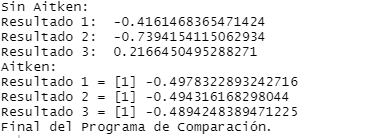 Sin Aitken:
Resultado 1:  -0.4161468365471424
Resultado 2:  -0.7394154115062934
Resultado 3:  0.2166450495288271
Aitken:
Resultado 1 = [1] -0.4978322893242716
Resultado 2 = [1] -0.494316168298044
Resultado 3 = [1] -0.4894248389471225
Final del Programa de Comparación.